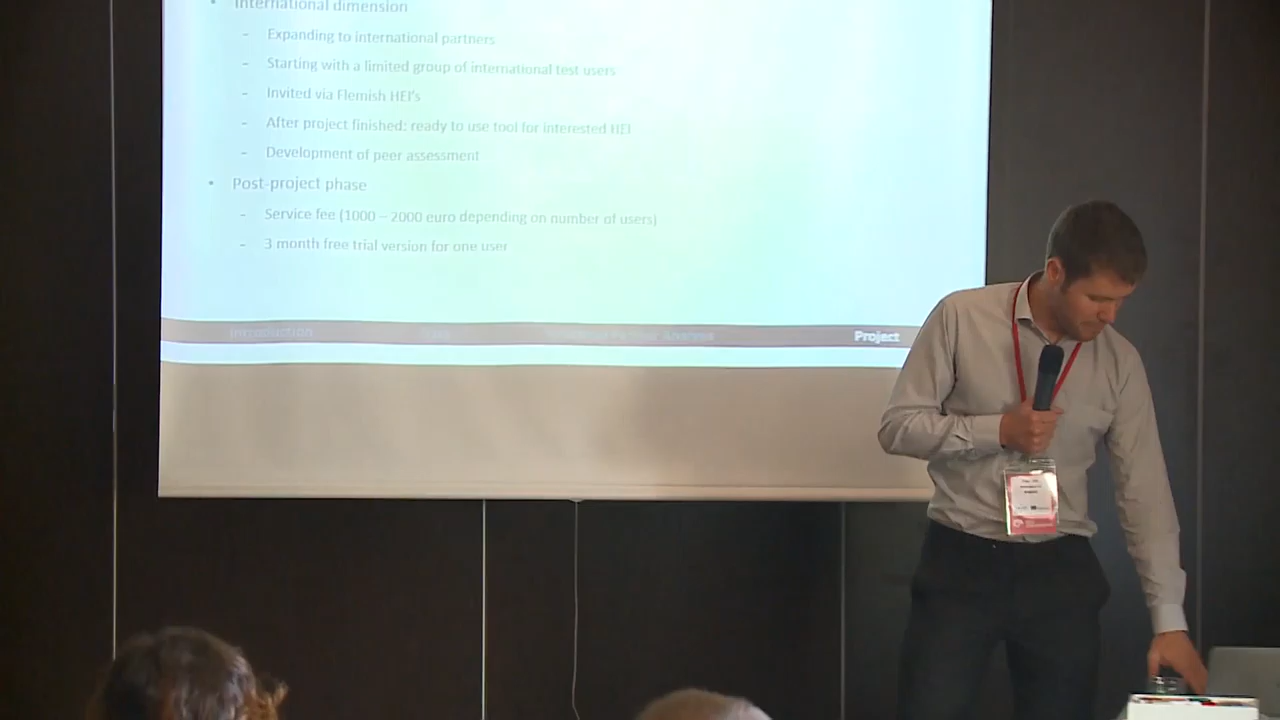 • International dimension
- Expanding to international partners
- Starting with a limited group of international test users
- Invited via Flemish HEI's
- After project finished: ready to use tool for interested HEI
- Development of peer assessment
• Post-project phase
- Service fee (1000 – 2000 euro depending on number of users)
- 3 month free trial version for one user
Introduction Project